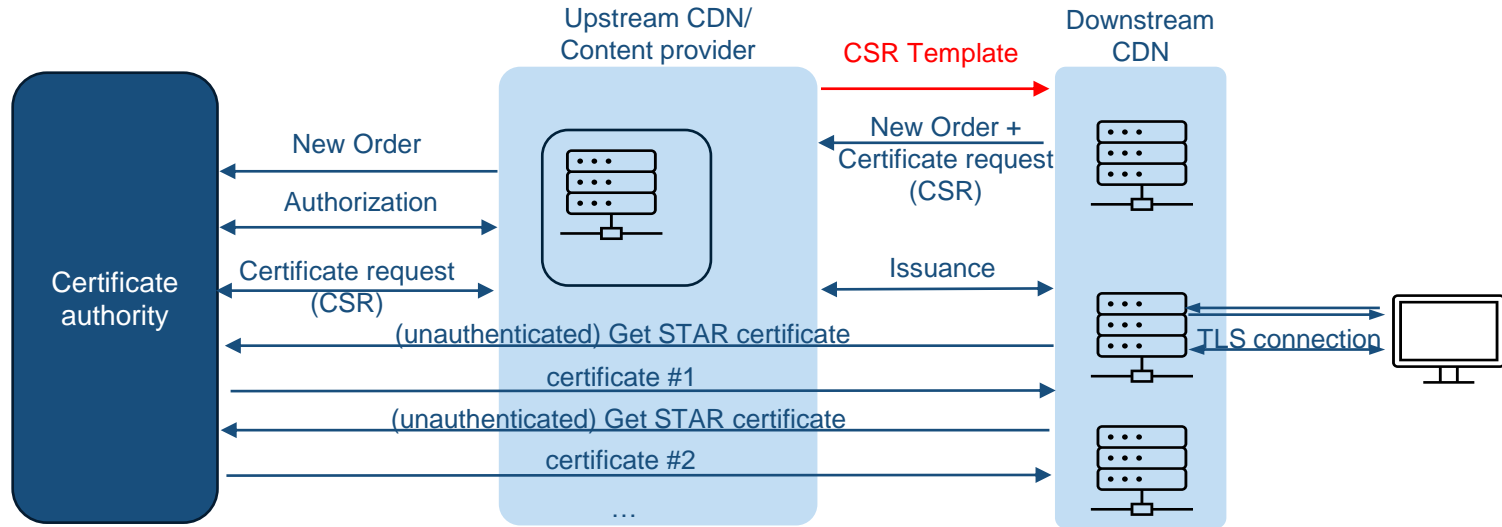 Upstream CDN/
Content provider
Downstream
CDN
CSR Template
New Order
New Order +
Certificate request
(CSR)
Authorization
Certificate
authority
Certificate request
(CSR)
Issuance
(unauthenticated) Get STAR certificate
TLS connection
certificate #1
(unauthenticated) Get STAR certificate
certificate #2
…